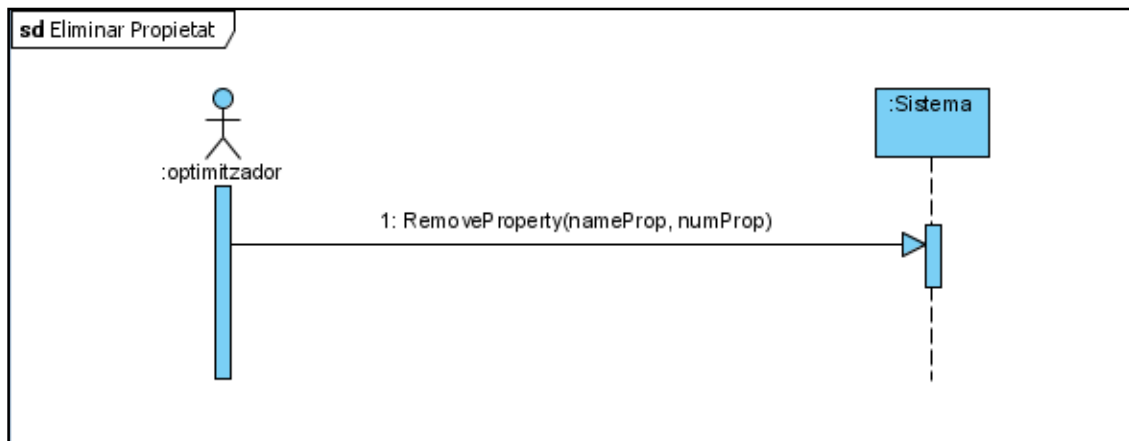 sd Eliminar Propietat
:Sistema
:optimitzador
1: RemoveProperty(nameProp, numProp)